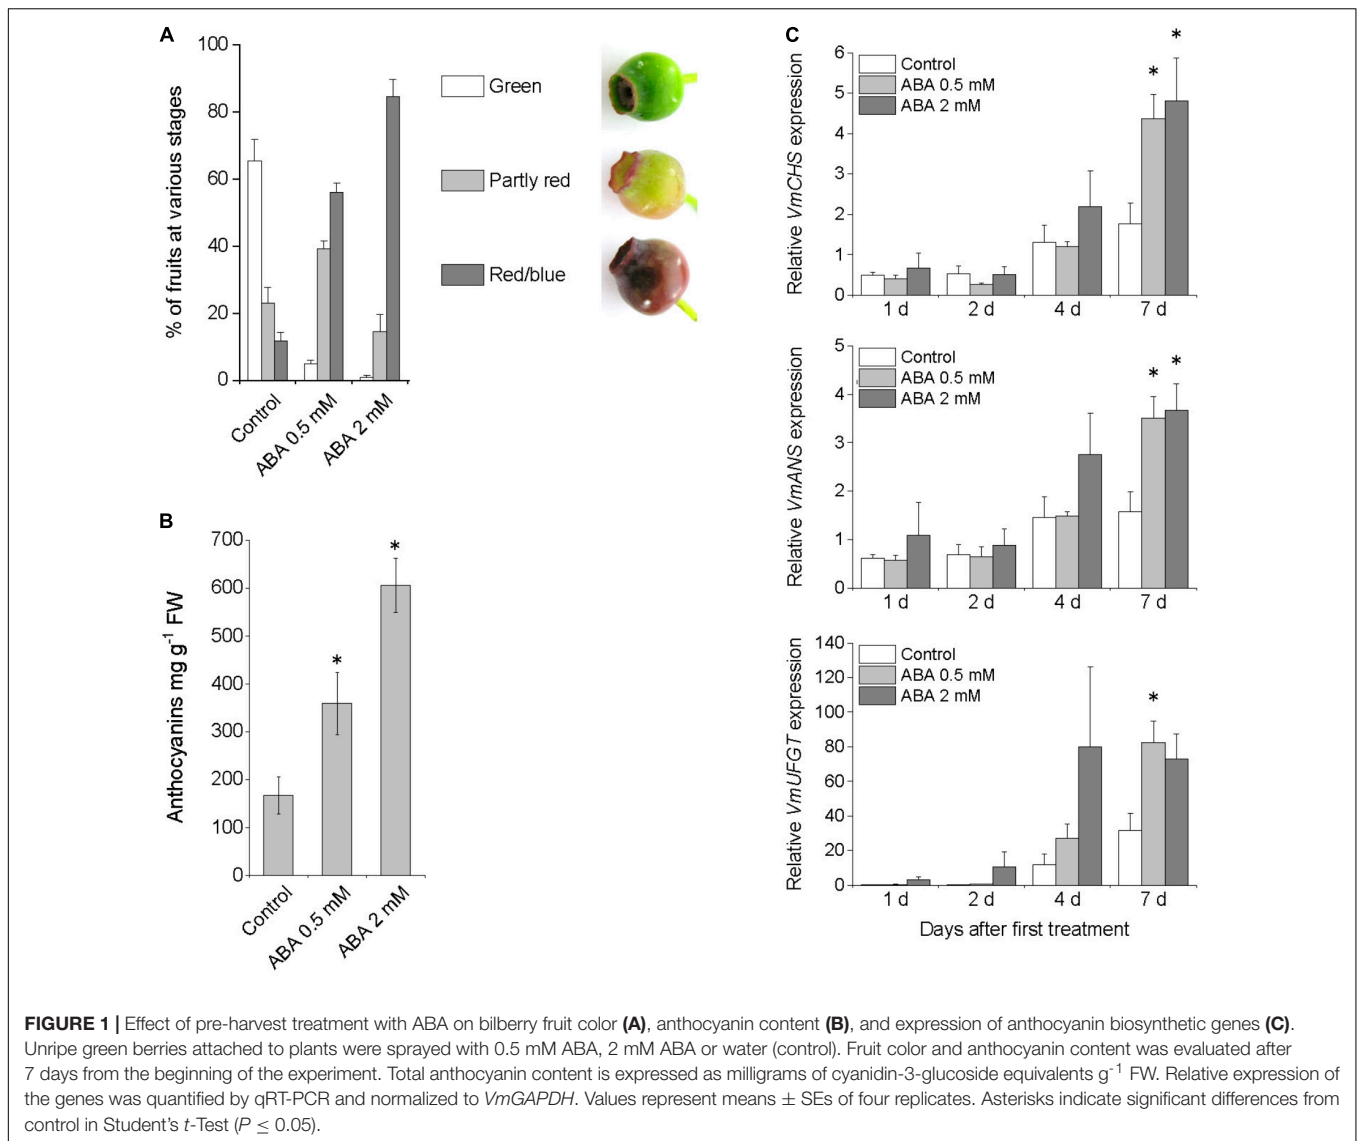 A
100
80
60
40
20
0
% of fruits at various stages
Control
ABA 0.5 mM
ABA 2 mM
Green
Partly red
Red/blue
B
700
600
500
400
300
200
100
0
Anthocyanins mg g⁻¹ FW
*
*
Control
ABA 0.5 mM
ABA 2 mM
C
6
5
4
3
2
1
0
Relative VmCHS expression
Control
ABA 0.5 mM
ABA 2 mM
*
*
1 d
2 d
4 d
7 d
5
4
3
2
1
0
Relative VmANS expression
Control
ABA 0.5 mM
ABA 2 mM
*
*
1 d
2 d
4 d
7 d
140
120
100
80
60
40
20
0
Relative VmUFGT expression
Control
ABA 0.5 mM
ABA 2 mM
*
1 d
2 d
4 d
7 d
Days after first treatment
FIGURE 1 | Effect of pre-harvest treatment with ABA on bilberry fruit color (A), anthocyanin content (B), and expression of anthocyanin biosynthetic genes (C).
Unripe green berries attached to plants were sprayed with 0.5 mM ABA, 2 mM ABA or water (control). Fruit color and anthocyanin content was evaluated after
7 days from the beginning of the experiment. Total anthocyanin content is expressed as milligrams of cyanidin-3-glucoside equivalents g⁻¹ FW. Relative expression of
the genes was quantified by qRT-PCR and normalized to VmGAPDH. Values represent means ± SEs of four replicates. Asterisks indicate significant differences from
control in Student's t-Test (P ≤ 0.05).